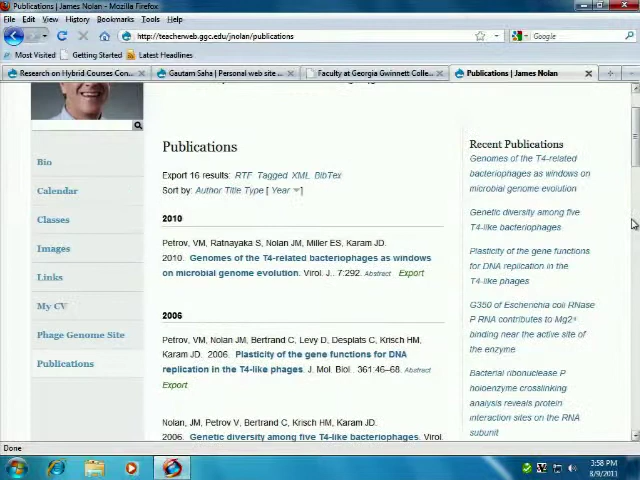 Publications | James Nolan - Mozilla Firefox
File Edit View History Bookmarks Tools Help
http://teacherweb.ggc.edu/jnolan/publications
Google
Most Visited Getting Started Latest Headlines
Research on Hybrid Courses Con...
Gautam Saha | Personal web site ...
Faculty at Georgia Gwinnett Colle...
Publications | James Nolan
Bio
Calendar
Classes
Images
Links
My CV
Phage Genome Site
Publications
Publications
Export 16 results: RTF Tagged XML BibTex
Sort by: Author Title Type [ Year ]
2010
Petrov, VM, Ratnayaka S, Nolan JM, Miller ES, Karam JD.
2010. Genomes of the T4-related bacteriophages as windows
on microbial genome evolution. Virol. J.. 7:292. Abstract Export
2006
Petrov, VM, Nolan JM, Bertrand C, Levy D, Desplats C, Krisch HM,
Karam JD. 2006. Plasticity of the gene functions for DNA
replication in the T4-like phages. J. Mol. Biol. 361:46–68. Abstract
Export
Nolan, JM, Petrov V, Bertrand C, Krisch HM, Karam JD.
2006. Genetic diversity among five T4-like bacteriophages. Virol.
Recent Publications
Genomes of the T4-related
bacteriophages as windows on
microbial genome evolution
Genetic diversity among five
T4-like bacteriophages
Plasticity of the gene functions
for DNA replication in the
T4-like phages
G350 of Escherichia coli RNase
P RNA contributes to Mg2+
binding near the active site of
the enzyme
Bacterial ribonuclease P
holoenzyme crosslinking
analysis reveals protein
interaction sites on the RNA
subunit
Done
3:58 PM
8/9/2011